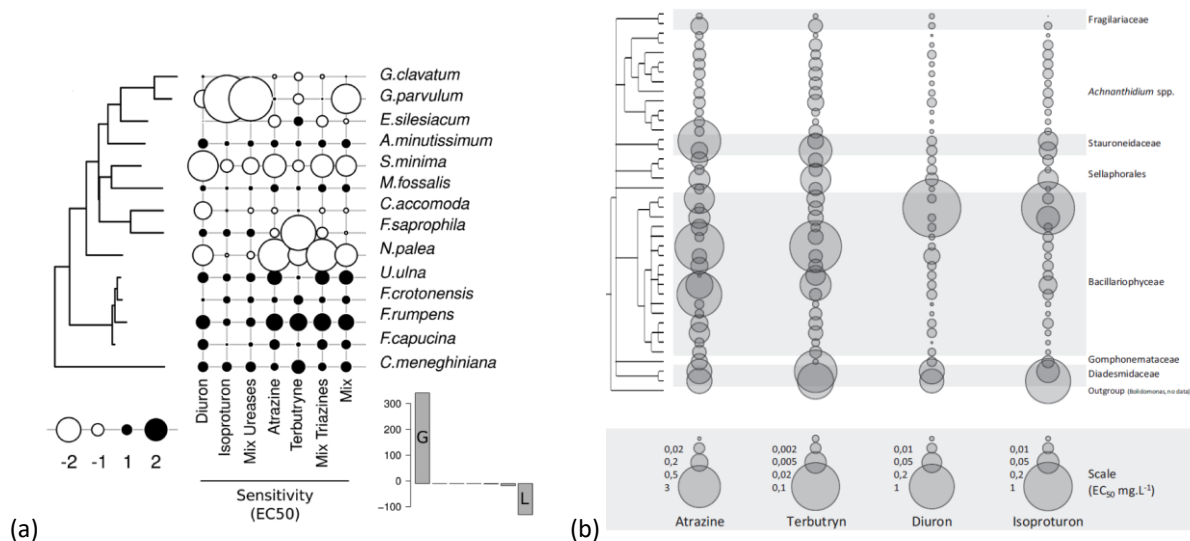 G.clavatum
G.parvulum
E.silesiacum
A.minutissimum
S.minima
M.fossalis
C.accomoda
F.saprophila
N.palea
U.ulna
F.crotonensis
F.rumpens
F.capucina
C.meneghiniana
Diuron
Isoproturon
Mix Ureases
Atrazine
Terbutryne
Mix Triazines
Mix
-2 -1 1 2
Sensitivity
(EC50)
300
200
100
0
-100
G
L
(a)
Fragilariaceae
Achnanthidium spp.
Stauroneidaceae
Sellaphorales
Bacillariophyceae
Gomphonemataceae
Diadesmidaceae
Outgroup (Bolidomonas, no data)
0,02 0,002 0,01 0,01
0,2 0,005 0,05 0,05
0,5 0,02 0,2 0,2
3 0,1 1 1
Scale
(EC50 mg.L-1)
Atrazine Terbutryn Diuron Isoproturon
(b)